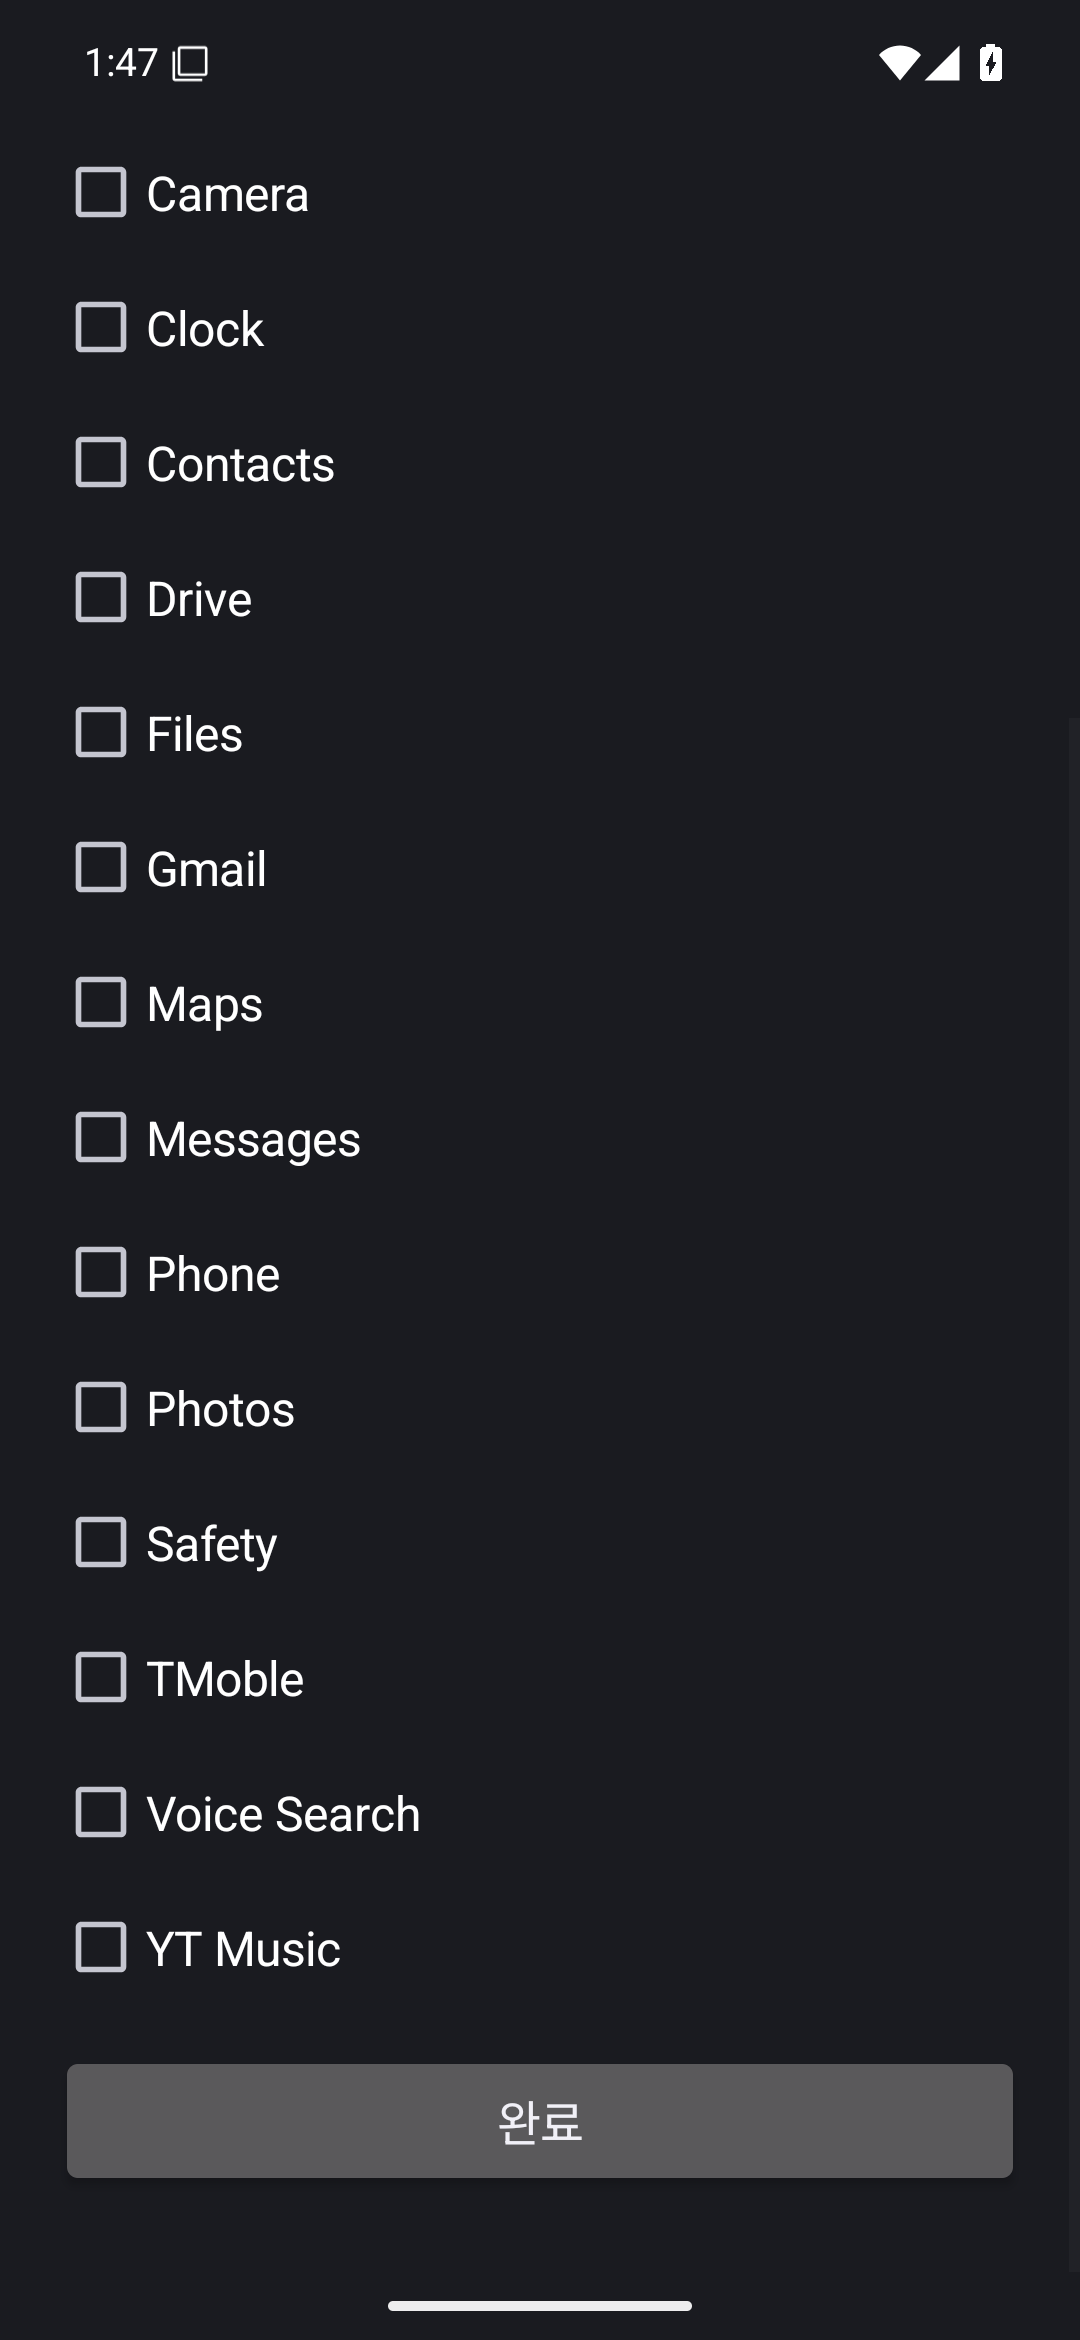 1:47
Camera
Clock
Contacts
Drive
Files
Gmail
Maps
Messages
Phone
Photos
Safety
TMoble
Voice Search
YT Music
완료